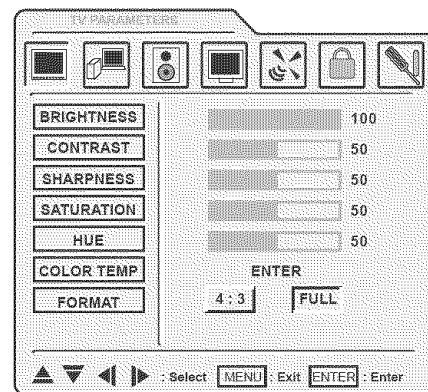 TV PARAMETERS
BRIGHTNESS 100
CONTRAST 50
SHARPNESS 50
SATURATION 50
HUE 50
COLOR TEMP ENTER
FORMAT 4 : 3 FULL
: Select MENU : Exit ENTER : Enter